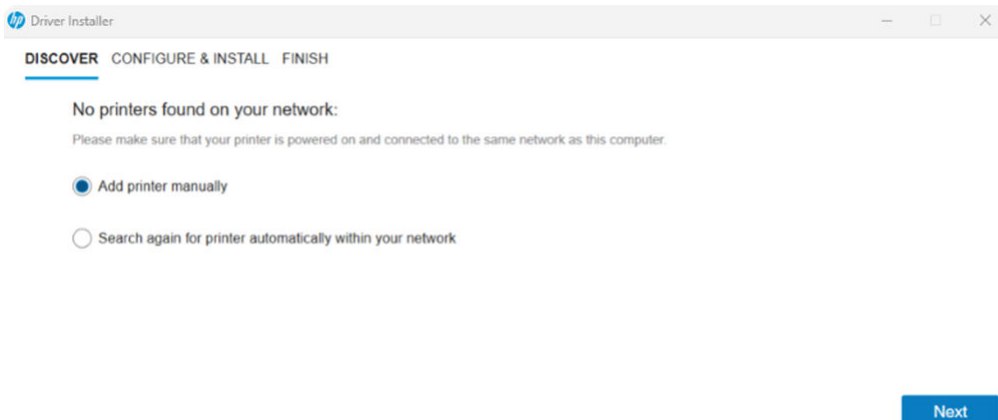 hp Driver Installer
DISCOVER CONFIGURE & INSTALL FINISH
No printers found on your network:
Please make sure that your printer is powered on and connected to the same network as this computer.
Add printer manually
Search again for printer automatically within your network
Next